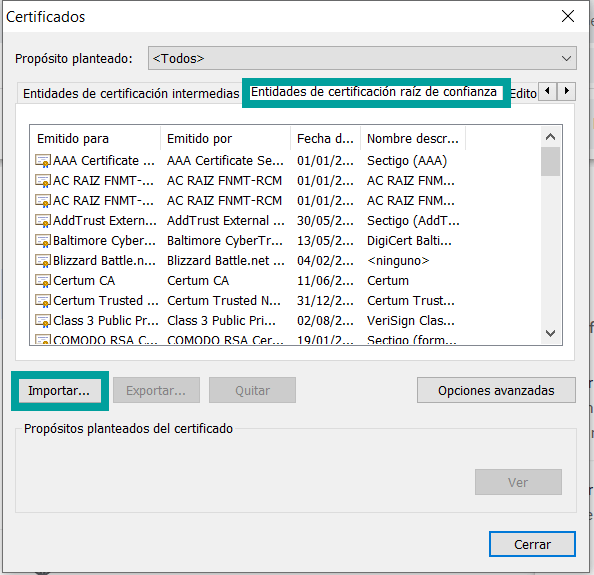 Certificados
Propósito planteado: <Todos>
Entidades de certificación intermedias Entidades de certificación raíz de confianza Edito
Emitido para Emitido por Fecha d... Nombre descr...
AAA Certificate ... AAA Certificate Se... 01/01/2... Sectigo (AAA)
AC RAIZ FNMT-... AC RAIZ FNMT-RCM 01/01/2... AC RAIZ FNM...
AC RAIZ FNMT-... AC RAIZ FNMT-RCM 01/01/2... AC RAIZ FNM...
AddTrust Extern... AddTrust External ... 30/05/2... Sectigo (AddT...
Baltimore Cyber... Baltimore CyberTr... 13/05/2... DigiCert Balti...
Blizzard Battle.n... Blizzard Battle.net ... 04/02/2... <ninguno>
Certum CA Certum CA 11/06/2... Certum
Certum Trusted ... Certum Trusted N... 31/12/2... Certum Trust...
Class 3 Public Pr... Class 3 Public Pri... 02/08/2... VeriSign Clas...
COMODO RSA C... COMODO RSA Cer... 19/01/2... Sectigo (form...
Importar... Exportar... Quitar Opciones avanzadas
Propósitos planteados del certificado
Ver
Cerrar